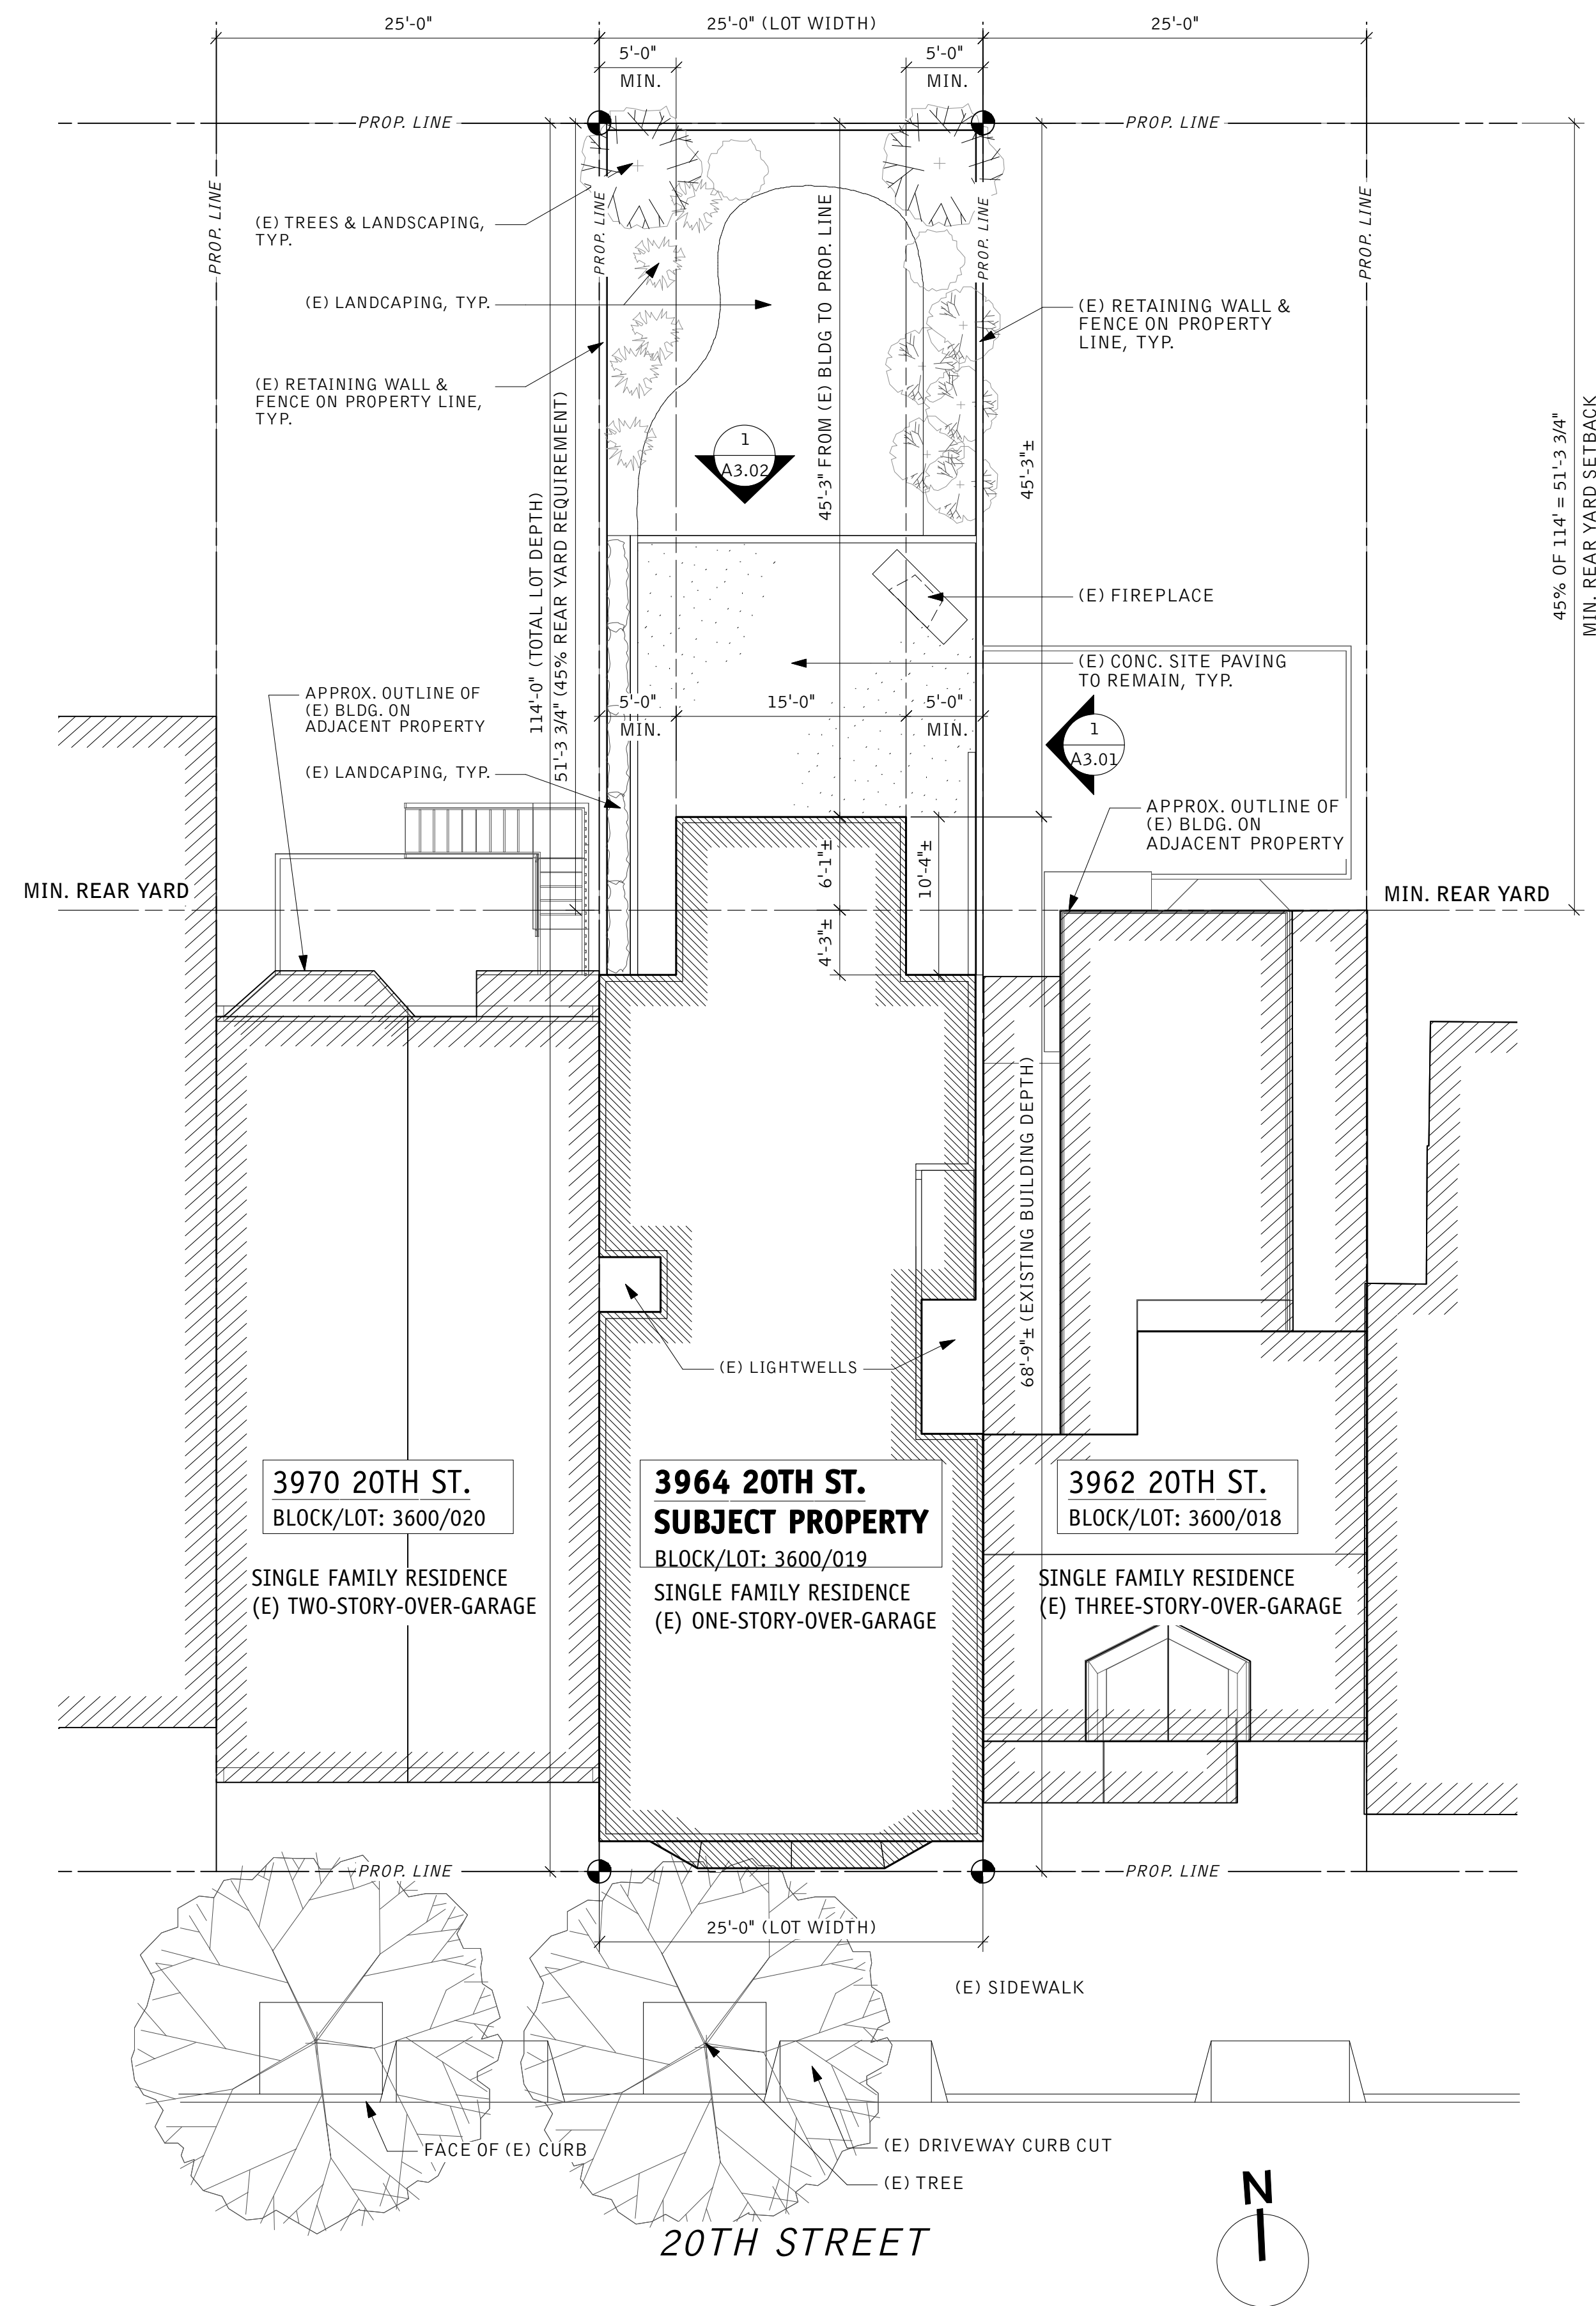 25'-0"
25'-0" (LOT WIDTH)
25'-0"
5'-0"
MIN.
5'-0"
MIN.
PROP. LINE
PROP. LINE
PROP. LINE
PROP. LINE
PROP. LINE
PROP. LINE
(E) TREES & LANDSCAPING,
TYP.
(E) LANDCAPING, TYP.
(E) RETAINING WALL &
FENCE ON PROPERTY LINE,
TYP.
(E) RETAINING WALL &
FENCE ON PROPERTY
LINE, TYP.
45'-3" FROM (E) BLDG TO PROP. LINE
45'-3"±
1
A3.02
114'-0" (TOTAL LOT DEPTH)
51'-3 3/4" (45% REAR YARD REQUIREMENT)
45% OF 114' = 51'-3 3/4"
MIN. REAR YARD SETBACK
(E) FIREPLACE
(E) CONC. SITE PAVING
TO REMAIN, TYP.
5'-0"
MIN.
15'-0"
5'-0"
MIN.
1
A3.01
APPROX. OUTLINE OF
(E) BLDG. ON
ADJACENT PROPERTY
(E) LANDCAPING, TYP.
APPROX. OUTLINE OF
(E) BLDG. ON
ADJACENT PROPERTY
6'-1"±
10'-4"±
4'-3"±
MIN. REAR YARD
MIN. REAR YARD
68'-9"± (EXISTING BUILDING DEPTH)
(E) LIGHTWELLS
3970 20TH ST.
BLOCK/LOT: 3600/020
SINGLE FAMILY RESIDENCE
(E) TWO-STORY-OVER-GARAGE
3964 20TH ST.
SUBJECT PROPERTY
BLOCK/LOT: 3600/019
SINGLE FAMILY RESIDENCE
(E) ONE-STORY-OVER-GARAGE
3962 20TH ST.
BLOCK/LOT: 3600/018
SINGLE FAMILY RESIDENCE
(E) THREE-STORY-OVER-GARAGE
PROP. LINE
PROP. LINE
25'-0" (LOT WIDTH)
(E) SIDEWALK
FACE OF (E) CURB
(E) DRIVEWAY CURB CUT
(E) TREE
20TH STREET
N